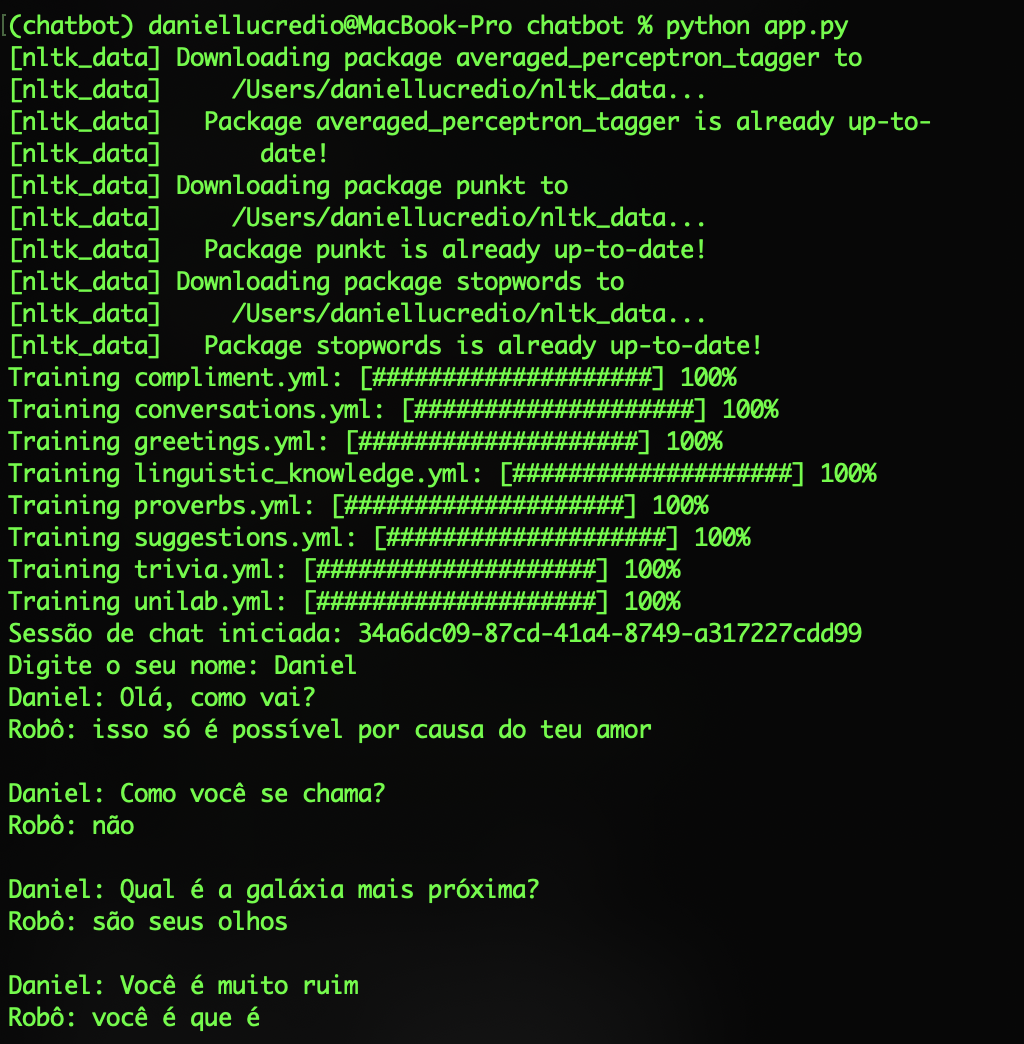 [(chatbot) daniellucredio@MacBook-Pro chatbot % python app.py
[nltk_data] Downloading package averaged_perceptron_tagger to
[nltk_data]     /Users/daniellucredio/nltk_data...
[nltk_data]   Package averaged_perceptron_tagger is already up-to-
[nltk_data]       date!
[nltk_data] Downloading package punkt to
[nltk_data]     /Users/daniellucredio/nltk_data...
[nltk_data]   Package punkt is already up-to-date!
[nltk_data] Downloading package stopwords to
[nltk_data]     /Users/daniellucredio/nltk_data...
[nltk_data]   Package stopwords is already up-to-date!
Training compliment.yml: [####################] 100%
Training conversations.yml: [####################] 100%
Training greetings.yml: [####################] 100%
Training linguistic_knowledge.yml: [####################] 100%
Training proverbs.yml: [####################] 100%
Training suggestions.yml: [####################] 100%
Training trivia.yml: [####################] 100%
Training unilab.yml: [####################] 100%
Sessão de chat iniciada: 34a6dc09-87cd-41a4-8749-a317227cdd99
Digite o seu nome: Daniel
Daniel: Olá, como vai?
Robô: isso só é possível por causa do teu amor
Daniel: Como você se chama?
Robô: não
Daniel: Qual é a galáxia mais próxima?
Robô: são seus olhos
Daniel: Você é muito ruim
Robô: você é que é